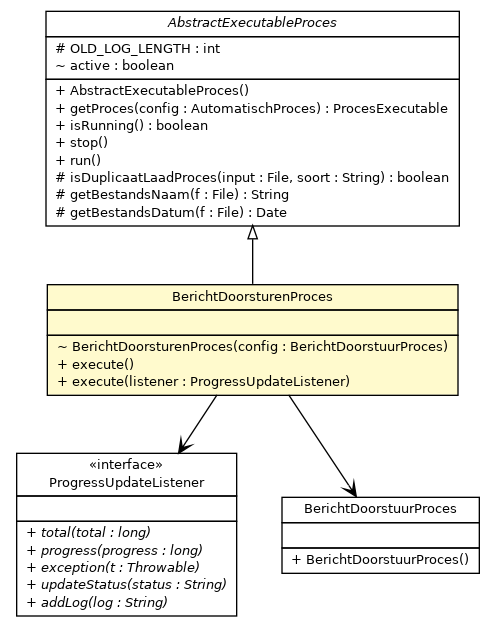 AbstractExecutableProces
# OLD_LOG_LENGTH : int
~ active : boolean
+ AbstractExecutableProces()
+ getProces(config : AutomatischProces) : ProcesExecutable
+ isRunning() : boolean
+ stop()
+ run()
# isDuplicaatLaadProces(input : File, soort : String) : boolean
# getBestandsNaam(f : File) : String
# getBestandsDatum(f : File) : Date
BerichtDoorsturenProces
~ BerichtDoorsturenProces(config : BerichtDoorstuurProces)
+ execute()
+ execute(listener : ProgressUpdateListener)
«interface»
ProgressUpdateListener
+ total(total : long)
+ progress(progress : long)
+ exception(t : Throwable)
+ updateStatus(status : String)
+ addLog(log : String)
BerichtDoorstuurProces
+ BerichtDoorstuurProces()